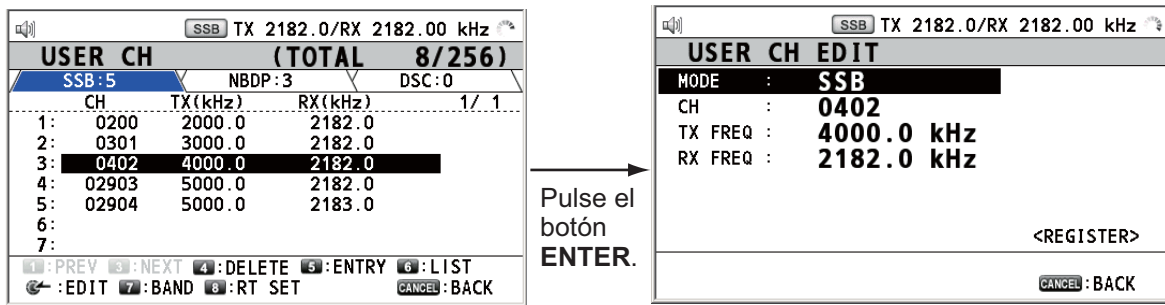 SSB TX 2182.0/RX 2182.00 kHz
USER CH (TOTAL 8/256)
SSB:5 NBDP:3 DSC:0
CH TX(kHz) RX(kHz) 1/ 1
1: 0200 2000.0 2182.0
2: 0301 3000.0 2182.0
3: 0402 4000.0 2182.0
4: 02903 5000.0 2182.0
5: 02904 5000.0 2183.0
6:
7:
1:PREV 3:NEXT 4:DELETE 5:ENTRY 6:LIST
:EDIT 7:BAND 8:RT SET CANCEL:BACK
Pulse el
botón
ENTER.
SSB TX 2182.0/RX 2182.00 kHz
USER CH EDIT
MODE : SSB
CH : 0402
TX FREQ : 4000.0 kHz
RX FREQ : 2182.0 kHz
<REGISTER>
CANCEL:BACK